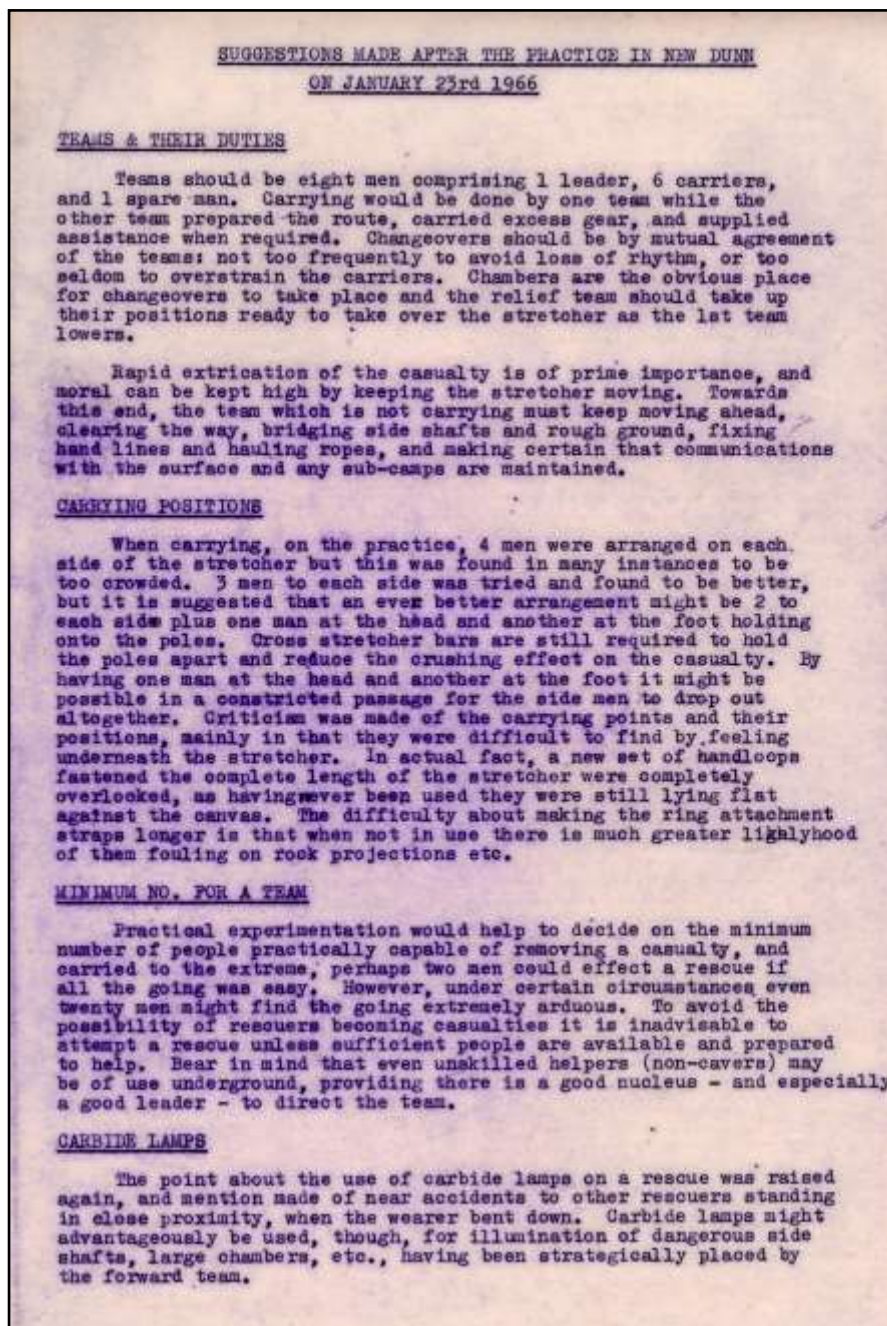 SUGGESTIONS MADE AFTER THE PRACTICE IN NEW DUNN
ON JANUARY 23rd 1966
TEAMS & THEIR DUTIES
Teams should be eight men comprising 1 leader, 6 carriers,
and 1 spare man. Carrying would be done by one team while the
other team prepared the route, carried excess gear, and supplied
assistance when required. Changeovers should be by mutual agreement
of the teams: not too frequently to avoid loss of rhythm, or too
seldom to overstrain the carriers. Chambers are the obvious place
for changeovers to take place and the relief team should take up
their positions ready to take over the stretcher as the 1st team
lowers.
Rapid extrication of the casualty is of prime importance, and
moral can be kept high by keeping the stretcher moving. Towards
this end, the team which is not carrying must keep moving ahead,
clearing the way, bridging side shafts and rough ground, fixing
hand lines and hauling ropes, and making certain that communications
with the surface and any sub-camps are maintained.
CARRYING POSITIONS
When carrying, on the practice, 4 men were arranged on each
side of the stretcher but this was found in many instances to be
too crowded. 3 men to each side was tried and found to be better,
but it is suggested that an even better arrangement might be 2 to
each side plus one man at the head and another at the foot holding
onto the poles. Cross stretcher bars are still required to hold
the poles apart and reduce the crushing effect on the casualty. By
having one man at the head and another at the foot it might be
possible in a constricted passage for the side men to drop out
altogether. Criticism was made of the carrying points and their
positions, mainly in that they were difficult to find by feeling
underneath the stretcher. In actual fact, a new set of handloops
fastened the complete length of the stretcher were completely
overlooked, as having never been used they were still lying flat
against the canvas. The difficulty about making the ring attachment
straps longer is that when not in use there is much greater likalyhood
of them fouling on rock projections etc.
MINIMUM NO. FOR A TEAM
Practical experimentation would help to decide on the minimum
number of people practically capable of removing a casualty, and
carried to the extreme, perhaps two men could effect a rescue if
all the going was easy. However, under certain circumstances even
twenty men might find the going extremely arduous. To avoid the
possibility of rescuers becoming casualties it is inadvisable to
attempt a rescue unless sufficient people are available and prepared
to help. Bear in mind that even unskilled helpers (non-cavers) may
be of use underground, providing there is a good nucleus - and especially
a good leader - to direct the team.
CARBIDE LAMPS
The point about the use of carbide lamps on a rescue was raised
again, and mention made of near accidents to other rescuers standing
in close proximity, when the wearer bent down. Carbide lamps might
advantageously be used, though, for illumination of dangerous side
shafts, large chambers, etc., having been strategically placed by
the forward team.